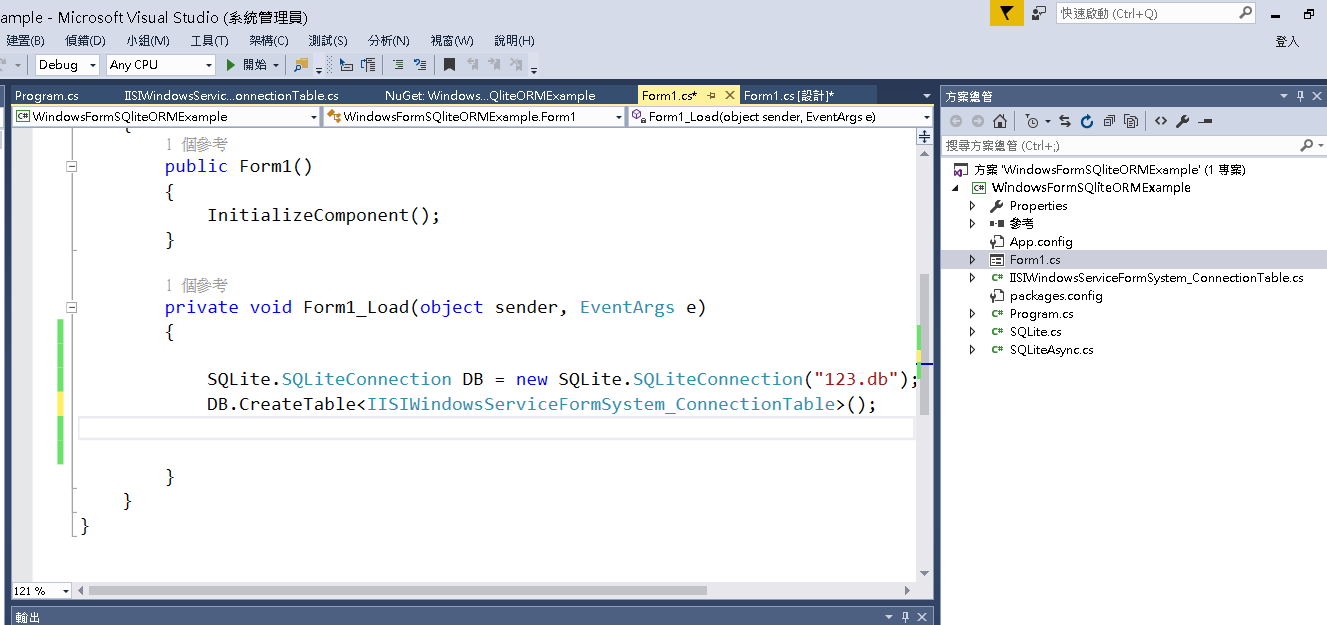 ample - Microsoft Visual Studio (系統管理員)
快速啟動 (Ctrl+Q)
建置(B) 偵錯(D) 小組(M) 工具(T) 架構(C) 測試(S) 分析(N) 視窗(W) 說明(H)
登入
Debug Any CPU 開始
Program.cs IISIWindowsServic...onnectionTable.cs NuGet: Windows...QliteORMExample Form1.cs* Form1.cs [設計]*
WindowsFormSQliteORMExample WindowsFormSQliteORMExample.Form1 Form1_Load(object sender, EventArgs e)
{
1 個參考
public Form1()
{
InitializeComponent();
}
1 個參考
private void Form1_Load(object sender, EventArgs e)
{
SQLite.SQLiteConnection DB = new SQLite.SQLiteConnection("123.db");
DB.CreateTable<IISIWindowsServiceFormSystem_ConnectionTable>();
}
}
}
121 %
輸出
方案總管
搜尋方案總管 (Ctrl+;)
方案 'WindowsFormSQliteORMExample' (1 專案)
WindowsFormSQliteORMExample
Properties
參考
App.config
Form1.cs
IISIWindowsServiceFormSystem_ConnectionTable.cs
packages.config
Program.cs
SQLite.cs
SQLiteAsync.cs